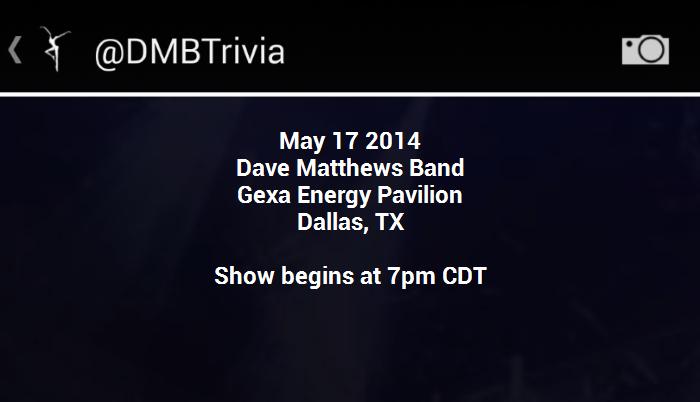 @DMBTrivia
May 17 2014
Dave Matthews Band
Gexa Energy Pavilion
Dallas, TX
Show begins at 7pm CDT